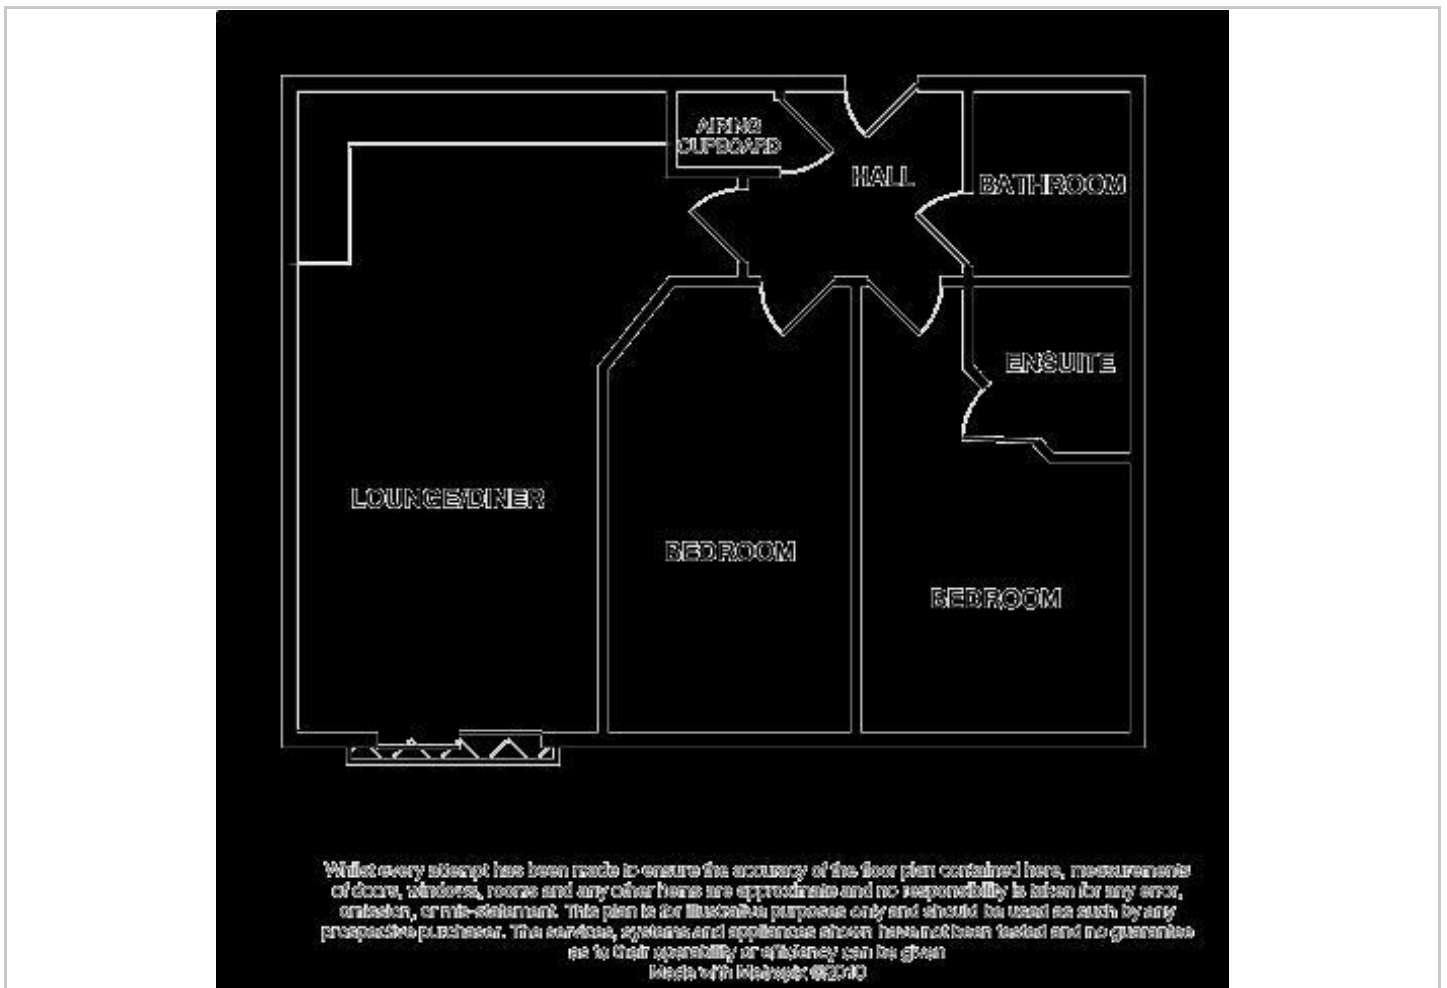 AIRING
CUPBOARD
HALL
BATHROOM
ENSUITE
LOUNGE/DINER
BEDROOM
BEDROOM
Whilst every attempt has been made to ensure the accuracy of the floor plan contained here, measurements
of doors, windows, rooms and any other items are approximate and no responsibility is taken for any error,
omission, or mis-statement. This plan is for illustrative purposes only and should be used as such by any
prospective purchaser. The services, systems and appliances shown have not been tested and no guarantee
as to their operability or efficiency can be given
Made with Metropix ©2010